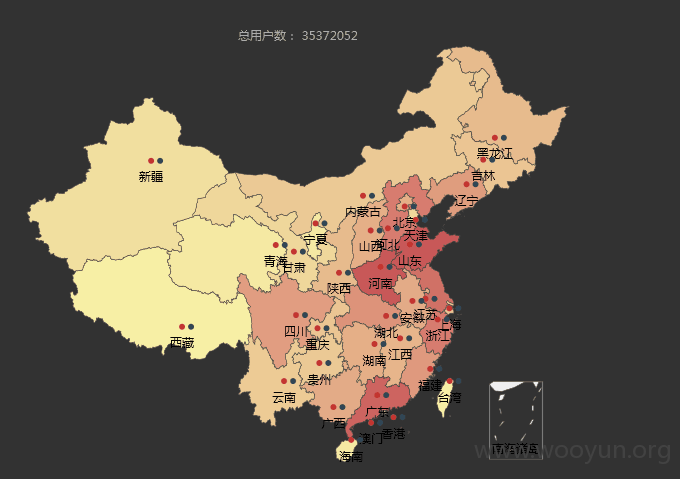 总用户数： 35372052
黑龙江
吉林
新疆
辽宁
内蒙古
北京
天津
宁夏
山西
河北
青海
甘肃
山东
陕西
河南
四川
重庆
安徽
江苏
上海
湖北
浙江
西藏
湖南
江西
贵州
福建
云南
台湾
广西
广东
香港
澳门
海南
南海诸岛
www.wooyun.org